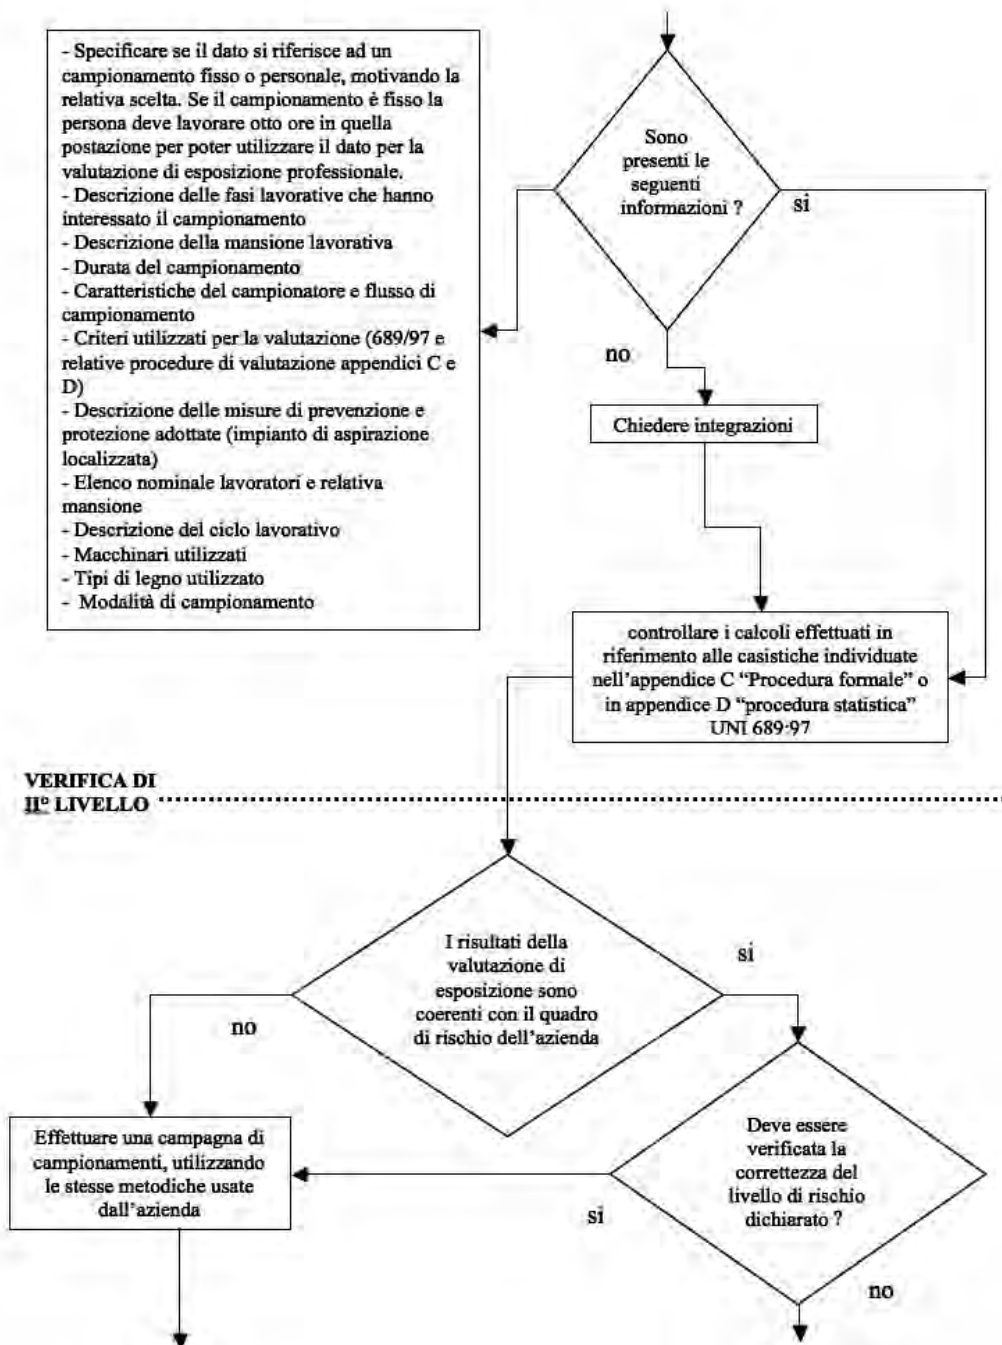 - Specificare se il dato si riferisce ad un
campionamento fisso o personale, motivando la
relativa scelta. Se il campionamento è fisso la
persona deve lavorare otto ore in quella
postazione per poter utilizzare il dato per la
valutazione di esposizione professionale.
- Descrizione delle fasi lavorative che hanno
interessato il campionamento
- Descrizione della mansione lavorativa
- Durata del campionamento
- Caratteristiche del campionatore e flusso di
campionamento
- Criteri utilizzati per la valutazione (689/97 e
relative procedure di valutazione appendici C e
D)
- Descrizione delle misure di prevenzione e
protezione adottate (impianto di aspirazione
localizzata)
- Elenco nominale lavoratori e relativa
mansione
- Descrizione del ciclo lavorativo
- Macchinari utilizzati
- Tipi di legno utilizzato
- Modalità di campionamento
Sono
presenti le
seguenti
informazioni ?
si
no
Chiedere integrazioni
controllare i calcoli effettuati in
riferimento alle casistiche individuate
nell'appendice C “Procedura formale” o
in appendice D “procedura statistica”
UNI 689:97
VERIFICA DI
II° LIVELLO
I risultati della
valutazione di
esposizione sono
coerenti con il quadro
di rischio dell'azienda
si
no
Effettuare una campagna di
campionamenti, utilizzando
le stesse metodiche usate
dall'azienda
Deve essere
verificata la
correttezza del
livello di rischio
dichiarato ?
si
no